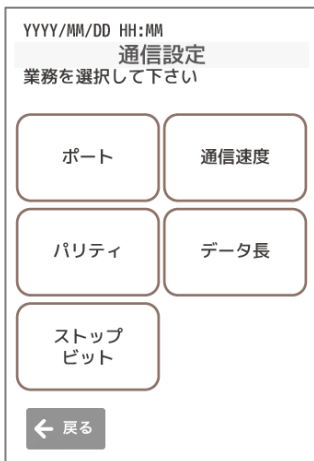 YYYY/MM/DD HH:MM
通信設定
業務を選択して下さい
ポート
通信速度
パリティ
データ長
ストップ
ビット
戻る